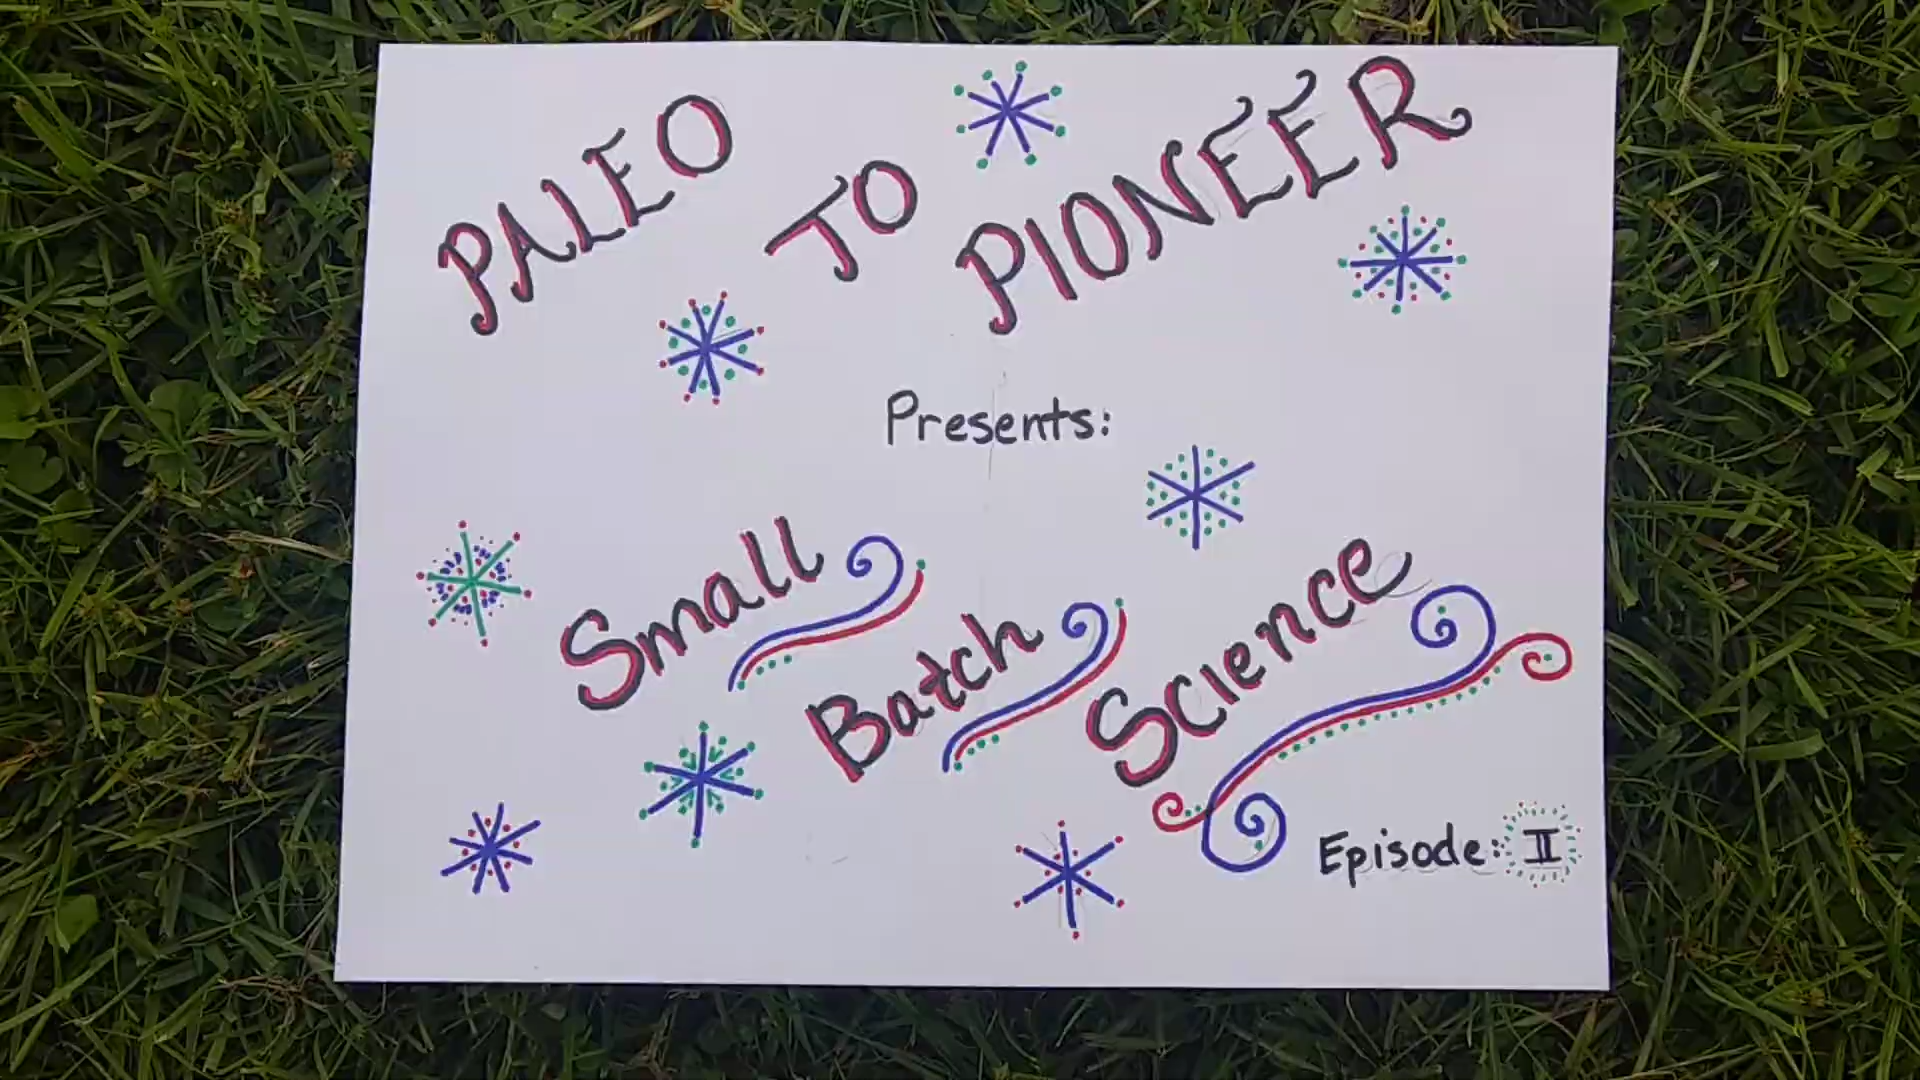 PALEO TO PIONEER
Presents:
Small Batch Science
Episode: II